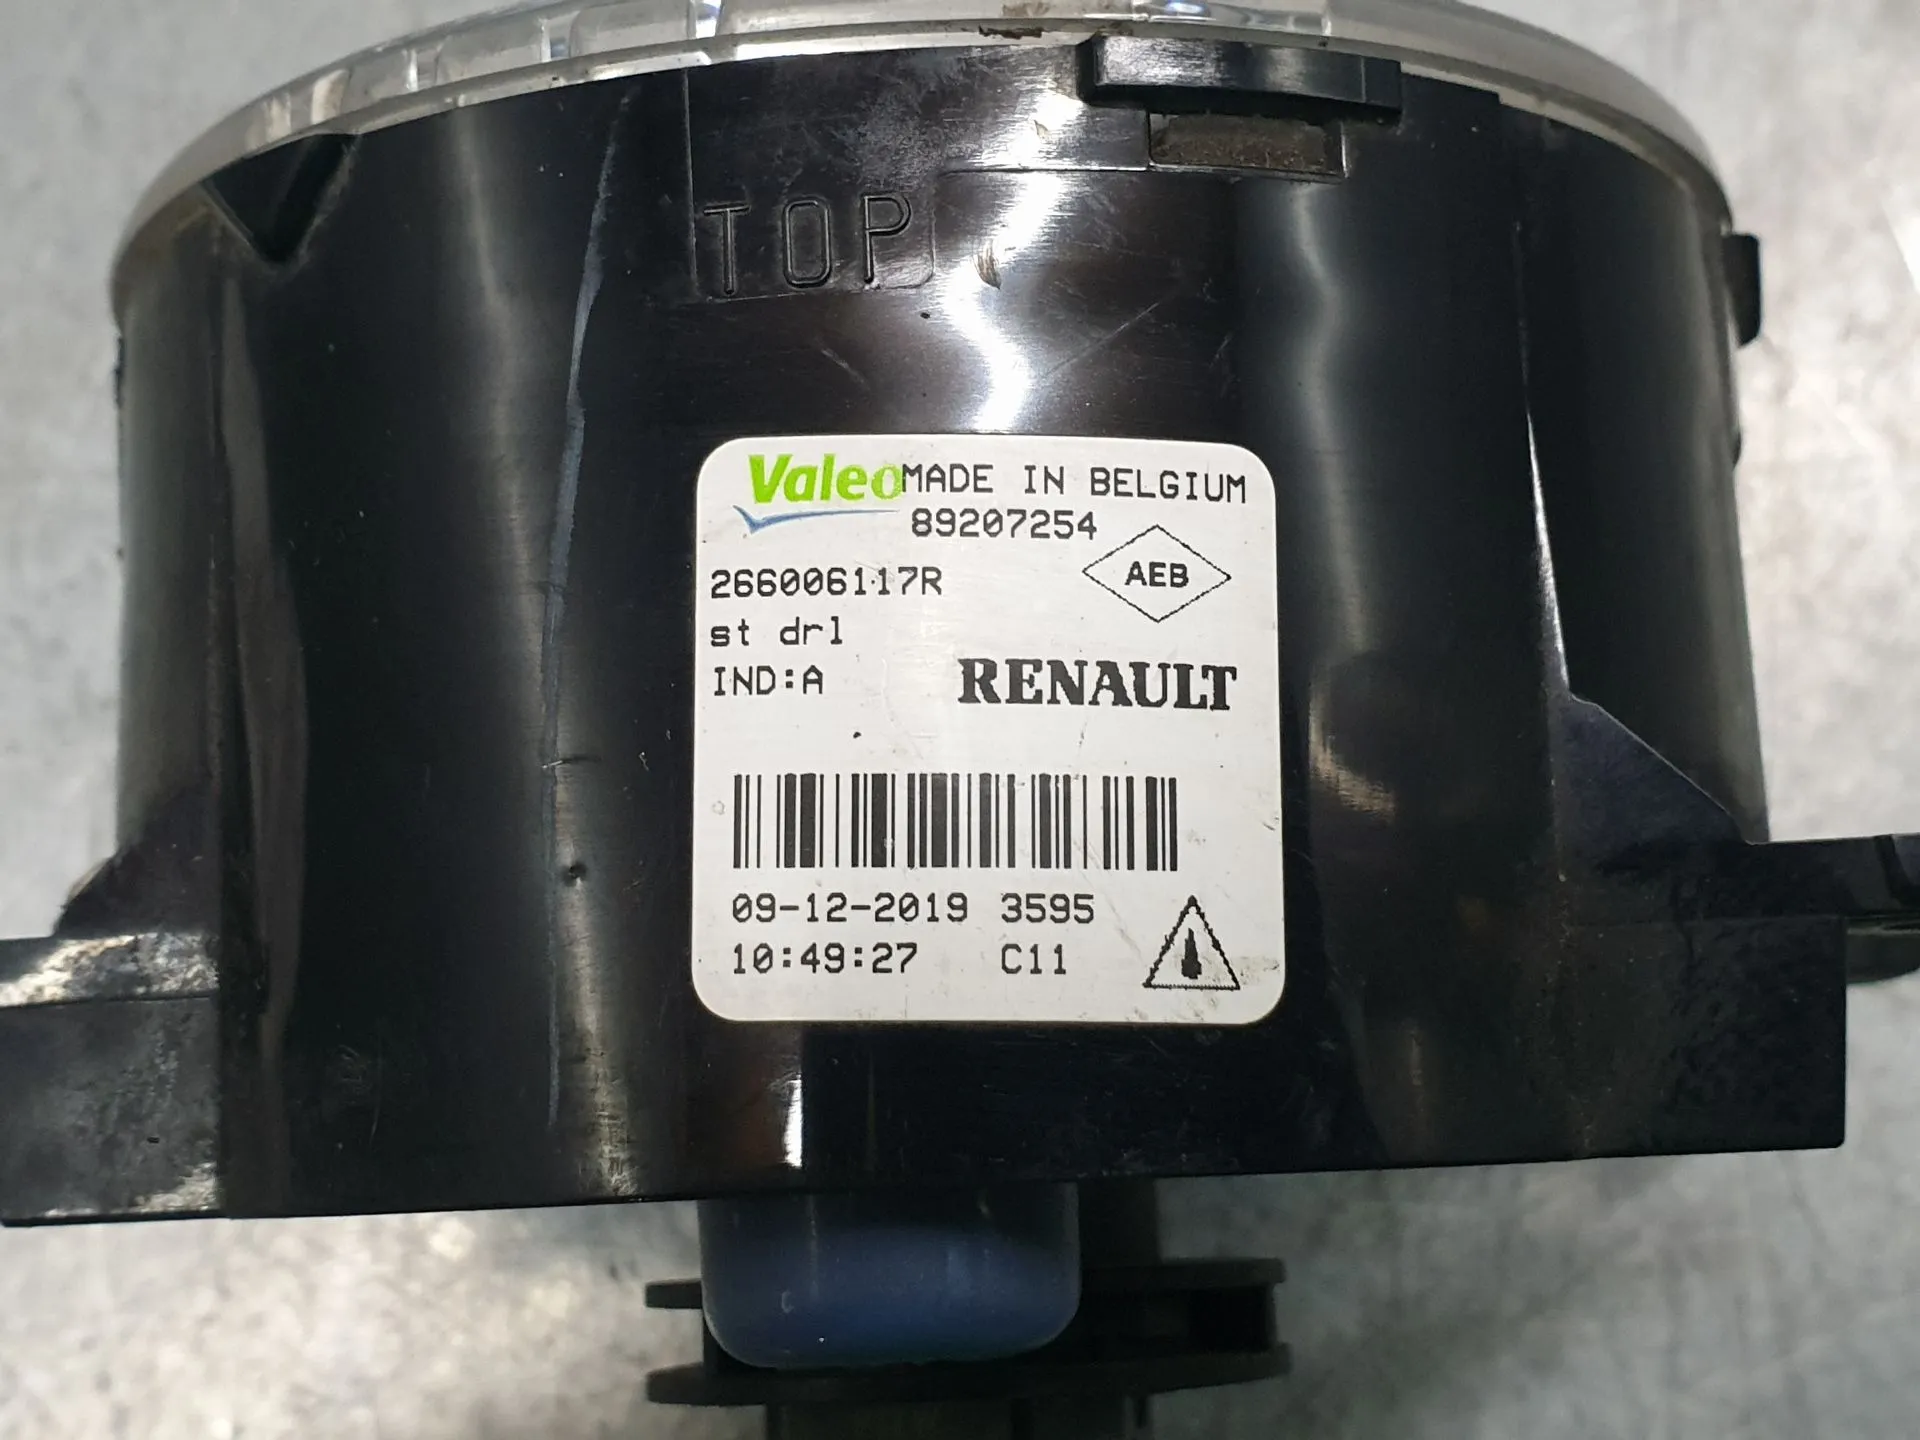 TOP
Valeo MADE IN BELGIUM
89207254
AEB
266006117R
st drl
IND:A
RENAULT
09-12-2019 3595
10:49:27 C11